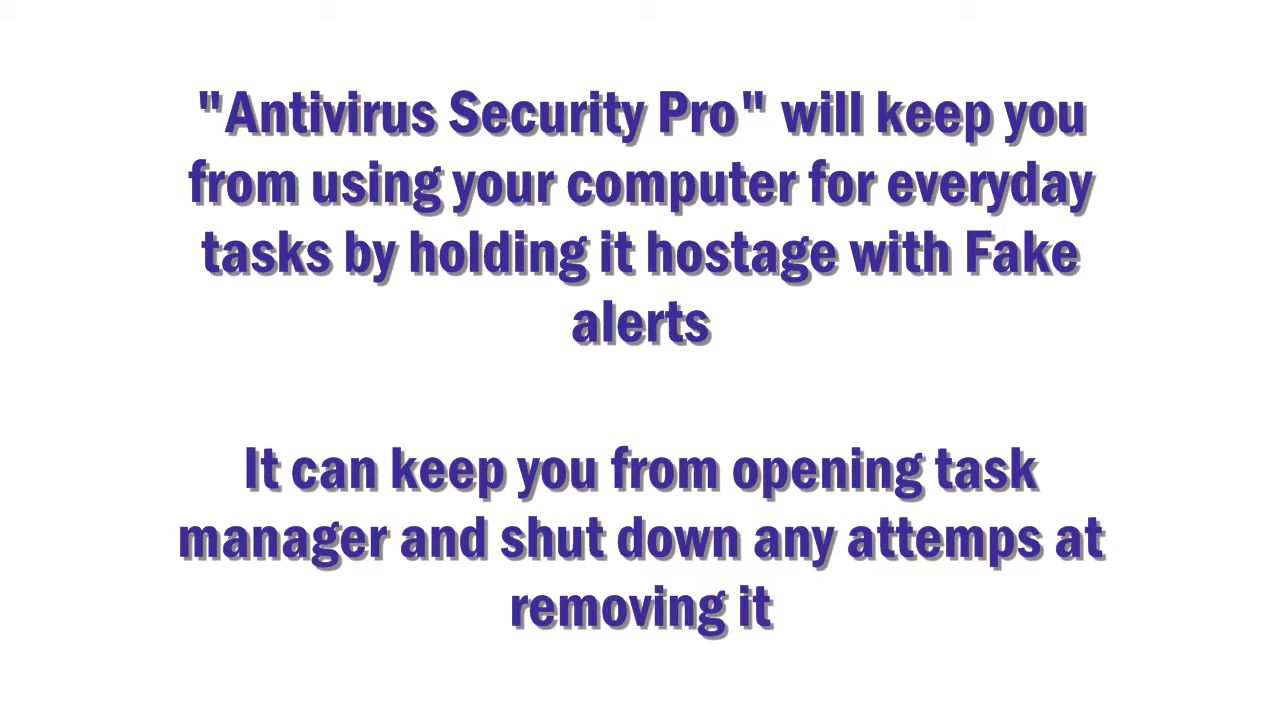 "Antivirus Security Pro" will keep you
from using your computer for everyday
tasks by holding it hostage with Fake
alerts
It can keep you from opening task
manager and shut down any attemps at
removing it